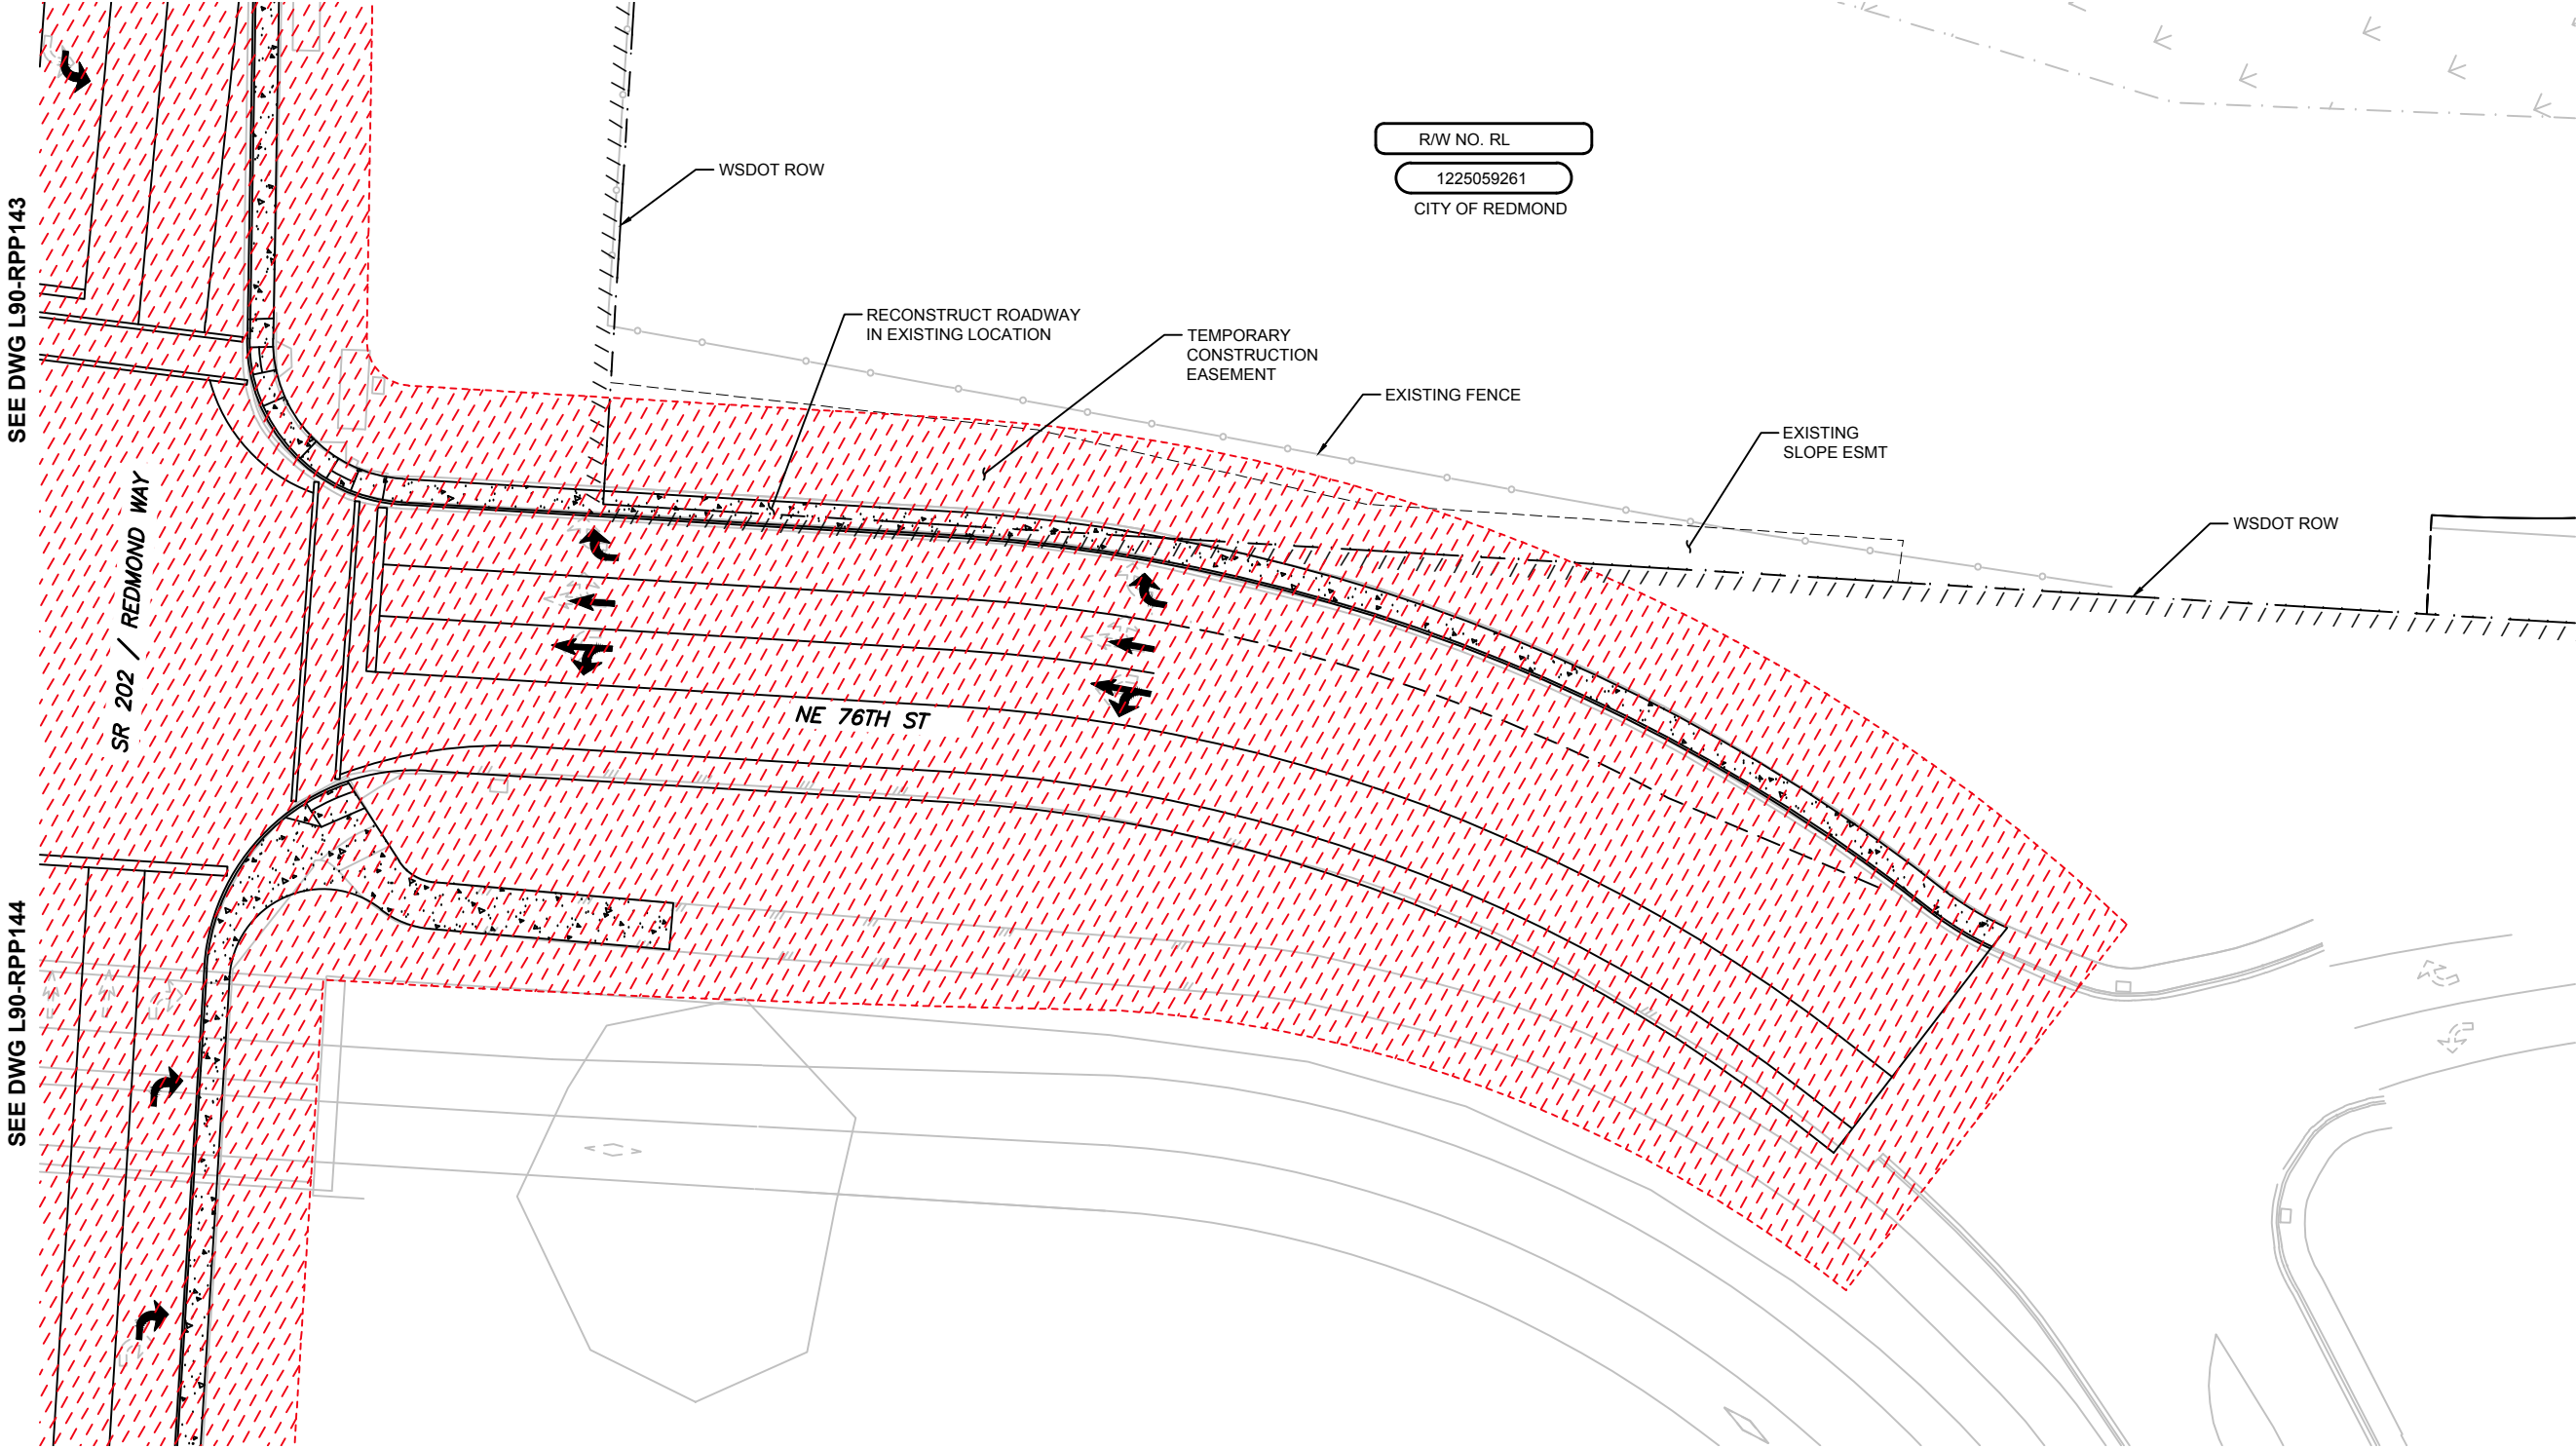 R/W NO. RL
1225059261
CITY OF REDMOND
WSDOT ROW
SEE DWG L90-RPP143
RECONSTRUCT ROADWAY
IN EXISTING LOCATION
TEMPORARY
CONSTRUCTION
EASEMENT
EXISTING FENCE
EXISTING
SLOPE ESMT
WSDOT ROW
SR 202 / REDMOND WAY
NE 76TH ST
SEE DWG L90-RPP144